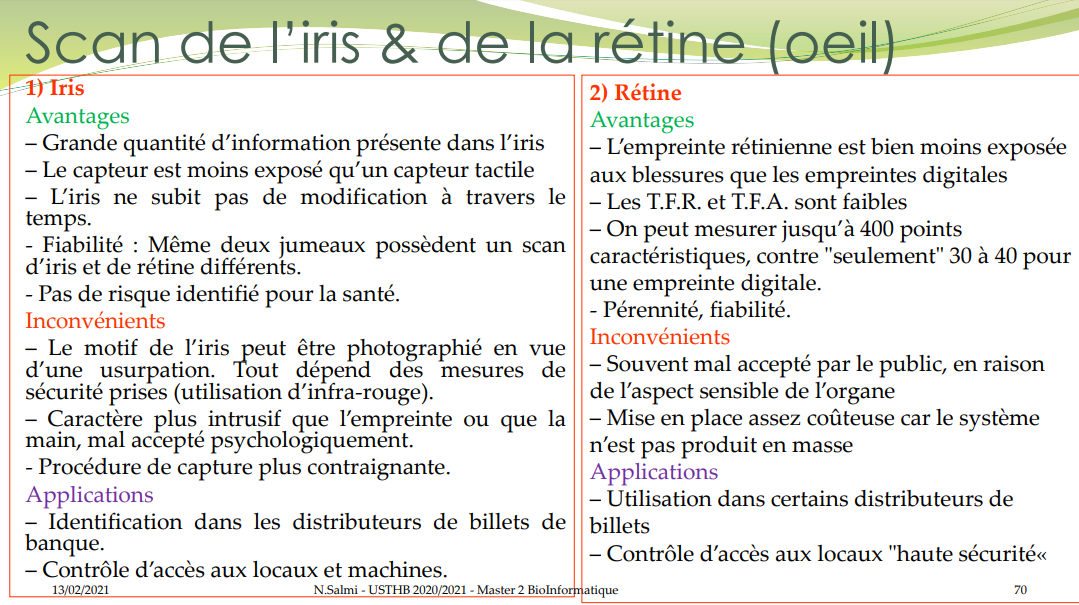 Scan de l’iris & de la rétine (oeil)
1) Iris
Avantages
– Grande quantité d’information présente dans l’iris
– Le capteur est moins exposé qu’un capteur tactile
– L’iris ne subit pas de modification à travers le
temps.
- Fiabilité : Même deux jumeaux possèdent un scan
d’iris et de rétine différents.
- Pas de risque identifié pour la santé.
Inconvénients
– Le motif de l’iris peut être photographié en vue
d’une usurpation. Tout dépend des mesures de
sécurité prises (utilisation d’infra-rouge).
– Caractère plus intrusif que l’empreinte ou que la
main, mal accepté psychologiquement.
- Procédure de capture plus contraignante.
Applications
– Identification dans les distributeurs de billets de
banque.
– Contrôle d’accès aux locaux et machines.
2) Rétine
Avantages
– L’empreinte rétinienne est bien moins exposée
aux blessures que les empreintes digitales
– Les T.F.R. et T.F.A. sont faibles
– On peut mesurer jusqu’à 400 points
caractéristiques, contre "seulement" 30 à 40 pour
une empreinte digitale.
- Pérennité, fiabilité.
Inconvénients
– Souvent mal accepté par le public, en raison
de l’aspect sensible de l’organe
– Mise en place assez coûteuse car le système
n’est pas produit en masse
Applications
– Utilisation dans certains distributeurs de
billets
– Contrôle d’accès aux locaux "haute sécurité«
13/02/2021
N.Salmi - USTHB 2020/2021 - Master 2 BioInformatique
70